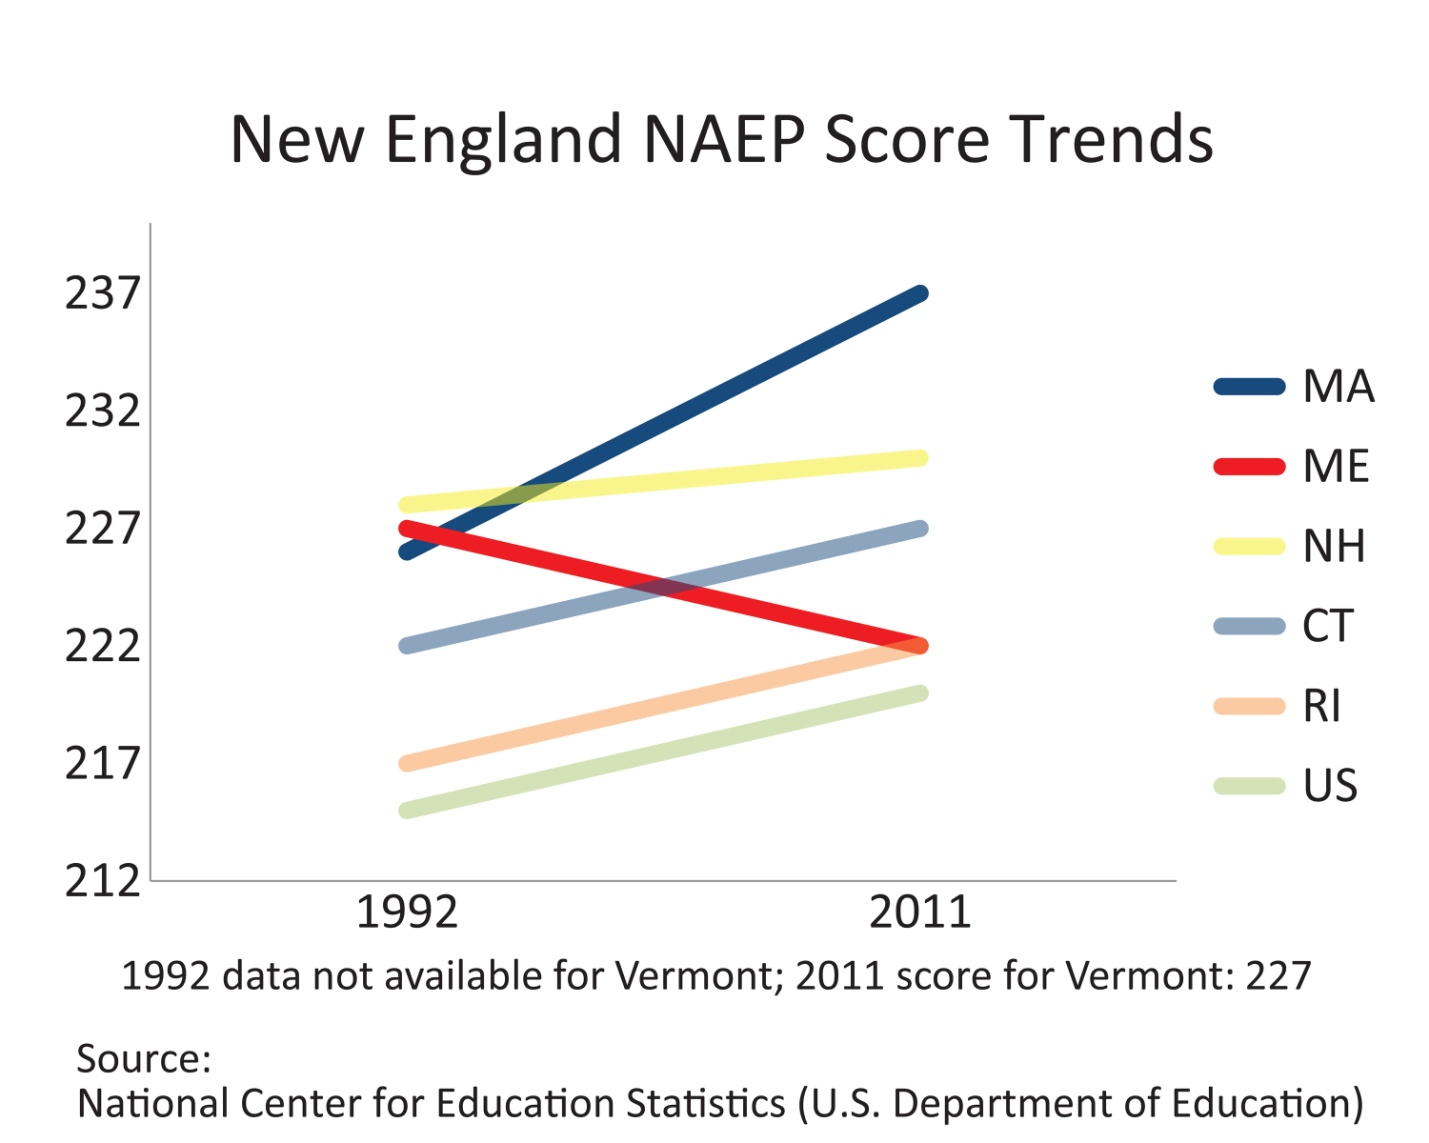 New England NAEP Score Trends
237
232
227
222
217
212
1992 2011
MA
ME
NH
CT
RI
US
1992 data not available for Vermont; 2011 score for Vermont: 227
Source:
National Center for Education Statistics (U.S. Department of Education)